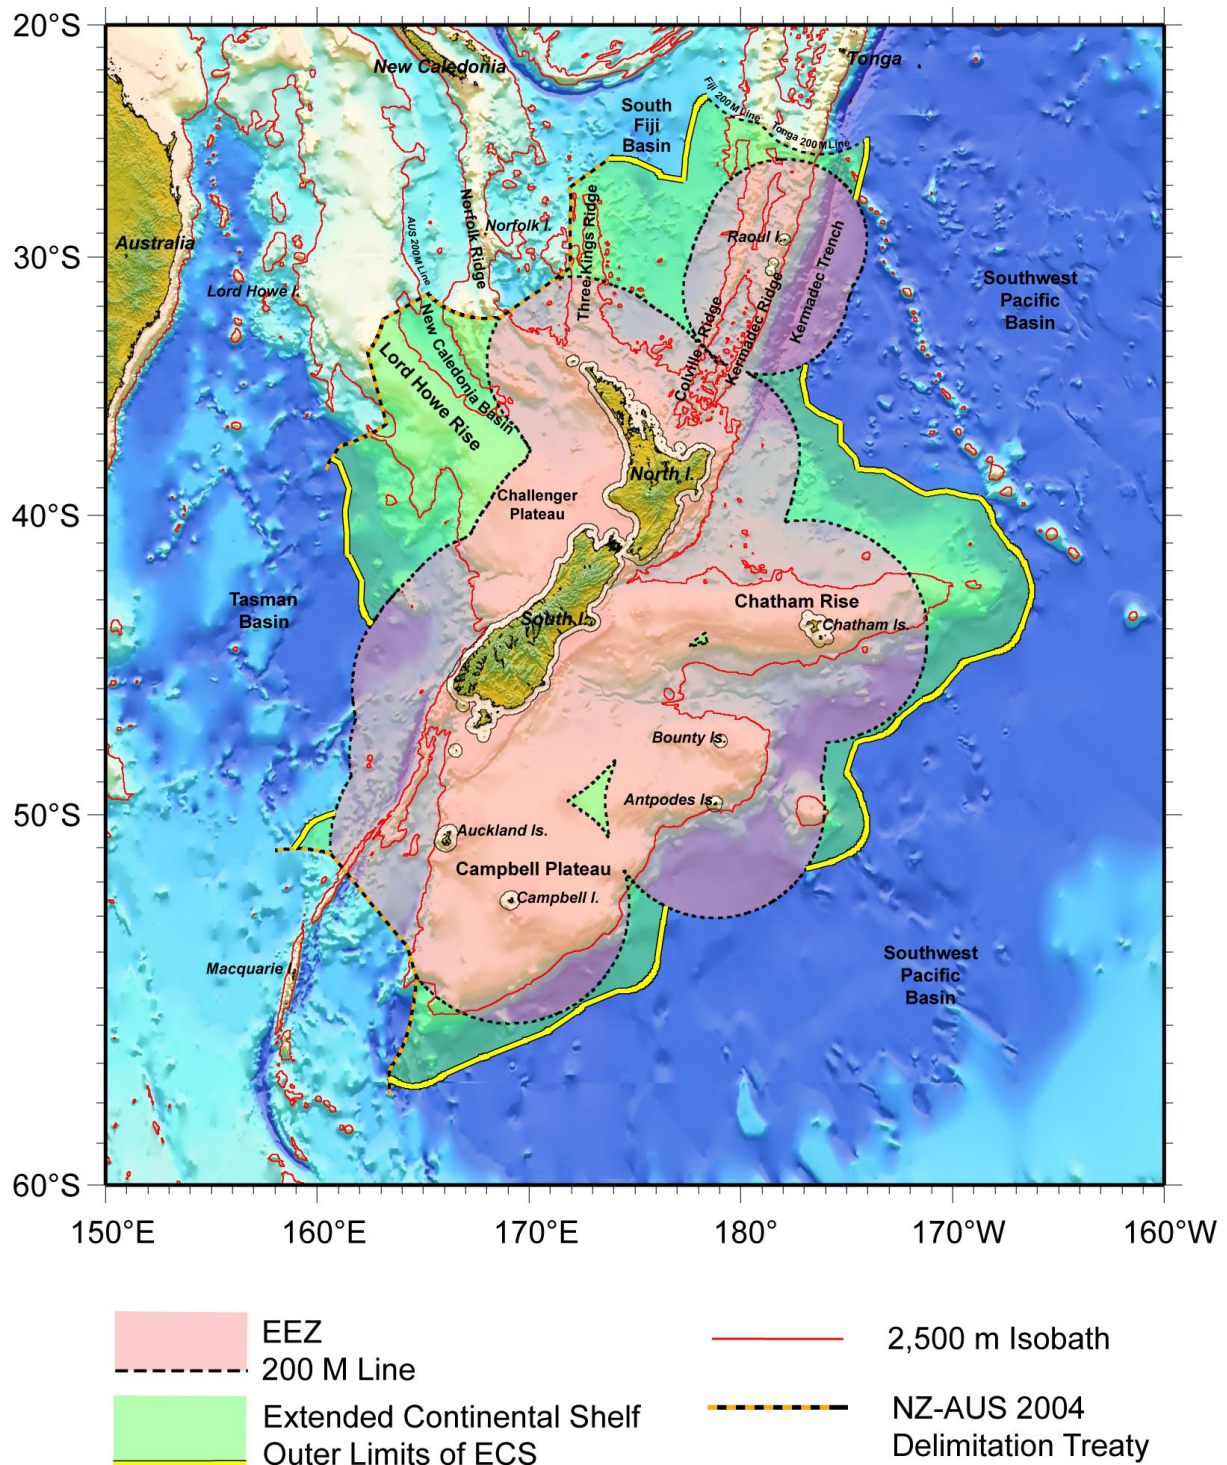 20°S
New Caledonia
Tonga
Fiji 200 M Line
South
Fiji
Basin
Tonga 200 M Line
Australia
AUS 200M Line
Norfolk Ridge
Norfolk I.
Three Kings Ridge
Raoul I.
Kermadec Trench
30°S
Lord Howe I.
Southwest
Pacific
Basin
New Caledonia Basin
Lord Howe Rise
Colville Ridge
Kermadec Ridge
North I.
Challenger
Plateau
40°S
Tasman
Basin
South I.
Chatham Rise
Chatham Is.
Bounty Is.
Antpodes Is.
50°S
Auckland Is.
Campbell Plateau
Campbell I.
Macquarie I.
Southwest
Pacific
Basin
60°S
150°E 160°E 170°E 180° 170°W 160°W
EEZ
200 M Line
Extended Continental Shelf
Outer Limits of ECS
2,500 m Isobath
NZ-AUS 2004
Delimitation Treaty